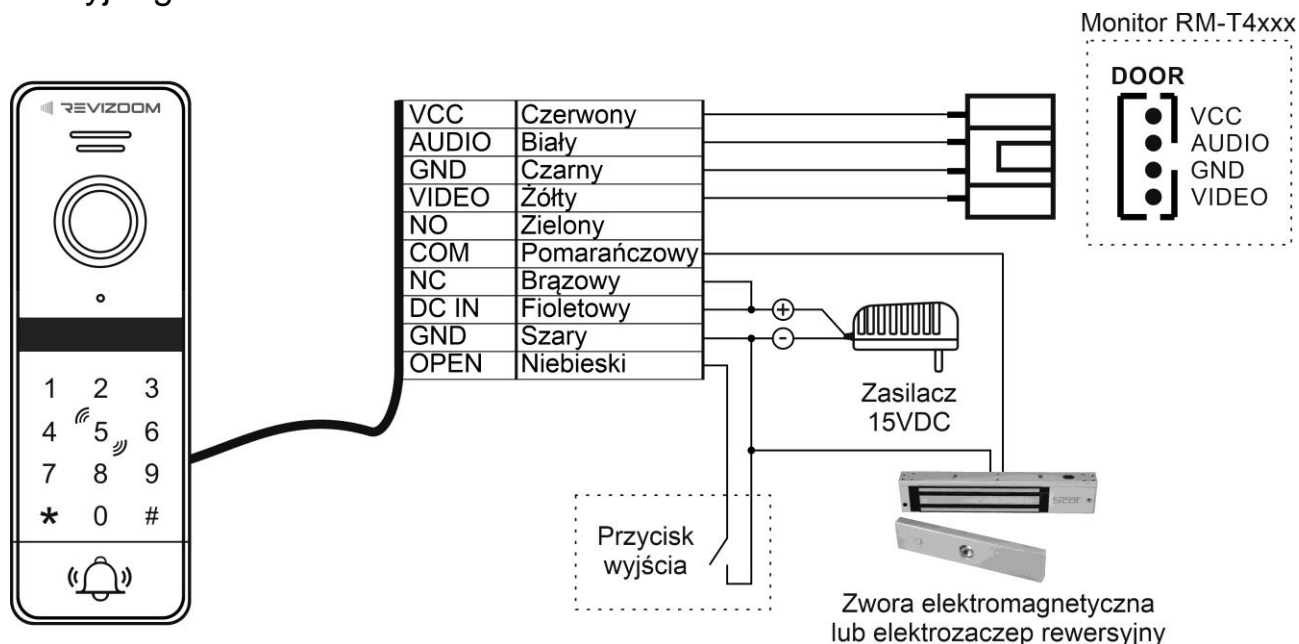 Monitor RM-T4xxx
REVIZOOM
1 2 3
4 5 6
7 8 9
* 0 #
VCC Czerwony
AUDIO Biały
GND Czarny
VIDEO Żółty
NO Zielony
COM Pomarańczowy
NC Brązowy
DC IN Fioletowy
GND Szary
OPEN Niebieski
DOOR
VCC
AUDIO
GND
VIDEO
+
-
Zasilacz
15VDC
Przycisk
wyjścia
SCOT
Zwora elektromagnetyczna
lub elektrozaczep rewersyjny